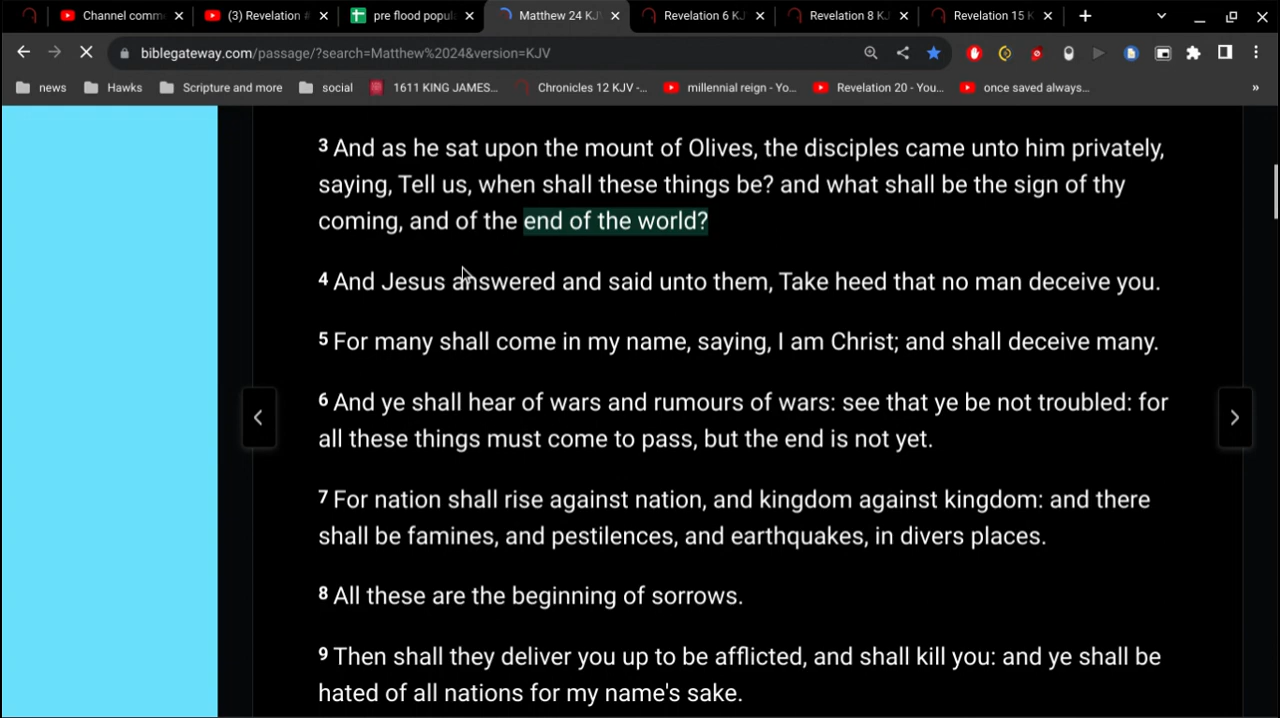 Channel comm
(3) Revelation
pre flood popul
Matthew 24 KJ
Revelation 6 KJ
Revelation 8 KJ
Revelation 15 K
biblegateway.com/passage/?search=Matthew%2024&version=KJV
news
Hawks
Scripture and more
social
1611 KING JAMES...
Chronicles 12 KJV -...
millennial reign - Yo...
Revelation 20 - You...
once saved always...
3 And as he sat upon the mount of Olives, the disciples came unto him privately,
saying, Tell us, when shall these things be? and what shall be the sign of thy
coming, and of the end of the world?
4 And Jesus answered and said unto them, Take heed that no man deceive you.
5 For many shall come in my name, saying, I am Christ; and shall deceive many.
6 And ye shall hear of wars and rumours of wars: see that ye be not troubled: for
all these things must come to pass, but the end is not yet.
7 For nation shall rise against nation, and kingdom against kingdom: and there
shall be famines, and pestilences, and earthquakes, in divers places.
8 All these are the beginning of sorrows.
9 Then shall they deliver you up to be afflicted, and shall kill you: and ye shall be
hated of all nations for my name's sake.